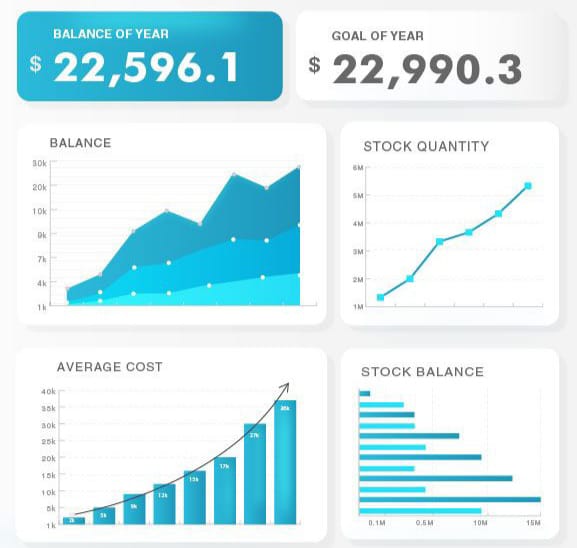 BALANCE OF YEAR
$ 22,596.1
GOAL OF YEAR
$ 22,990.3
BALANCE
30k
20k
10k
9k
7k
4k
1k
STOCK QUANTITY
6M
5M
4M
3M
2M
1M
AVERAGE COST
40k
35k
30k
25k
20k
15k
10k
5k
1k
2k
5k
9k
12k
15k
17k
27k
STOCK BALANCE
0.1M 0.5M 10M 15M